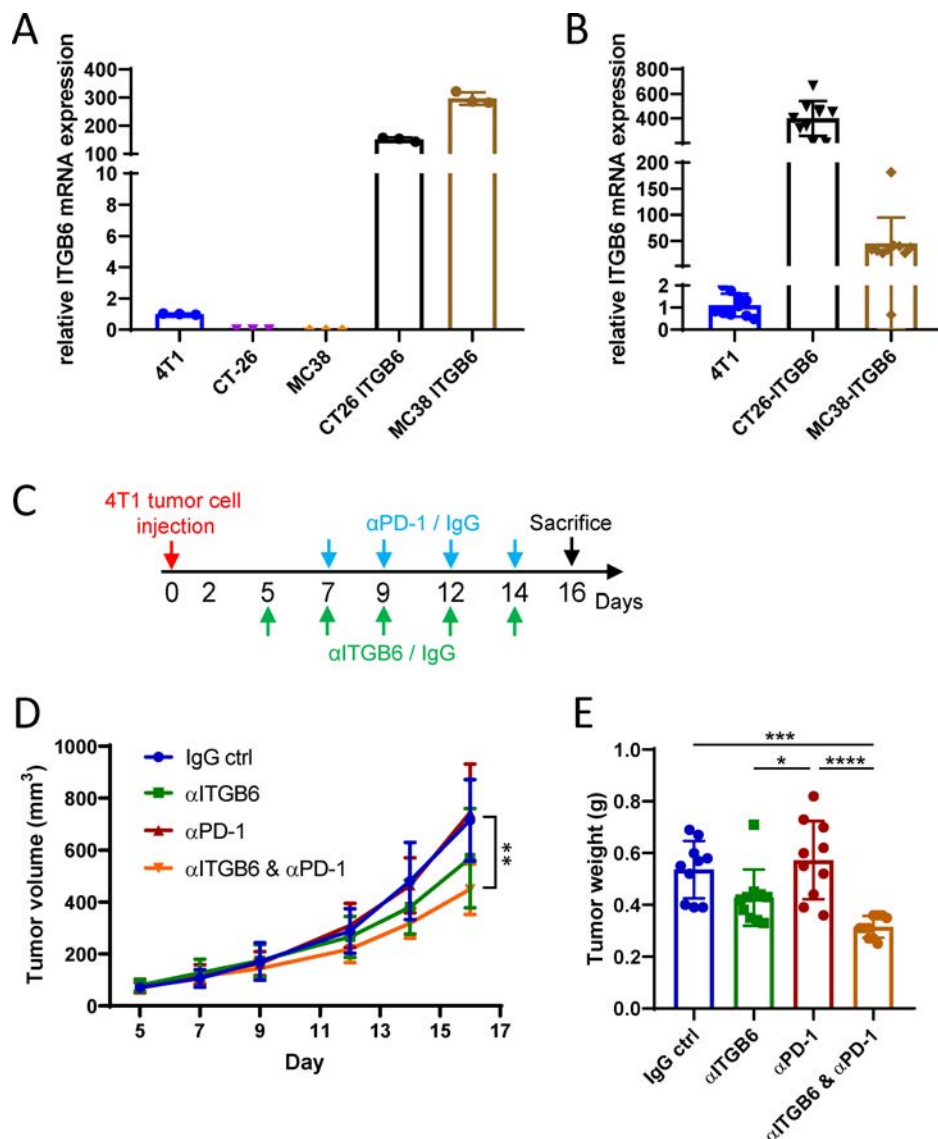 A
relative ITGB6 mRNA expression
400
300
200
100
10
8
6
4
2
0
4T1
CT-26
MC38
CT26 ITGB6
MC38 ITGB6
B
relative ITGB6 mRNA expression
800
600
400
200
200
150
100
50
2
1
0
4T1
CT26-ITGB6
MC38-ITGB6
C
4T1 tumor cell
injection
αPD-1 / IgG
Sacrifice
0 2 5 7 9 12 14 16 Days
αITGB6 / IgG
D
Tumor volume (mm³)
1000
800
600
400
200
0
IgG ctrl
αITGB6
αPD-1
αITGB6 & αPD-1
**
5 7 9 11 13 15 17
Day
E
Tumor weight (g)
1.0
0.8
0.6
0.4
0.2
0.0
***
* ****
IgG ctrl
αITGB6
αPD-1
αITGB6 & αPD-1